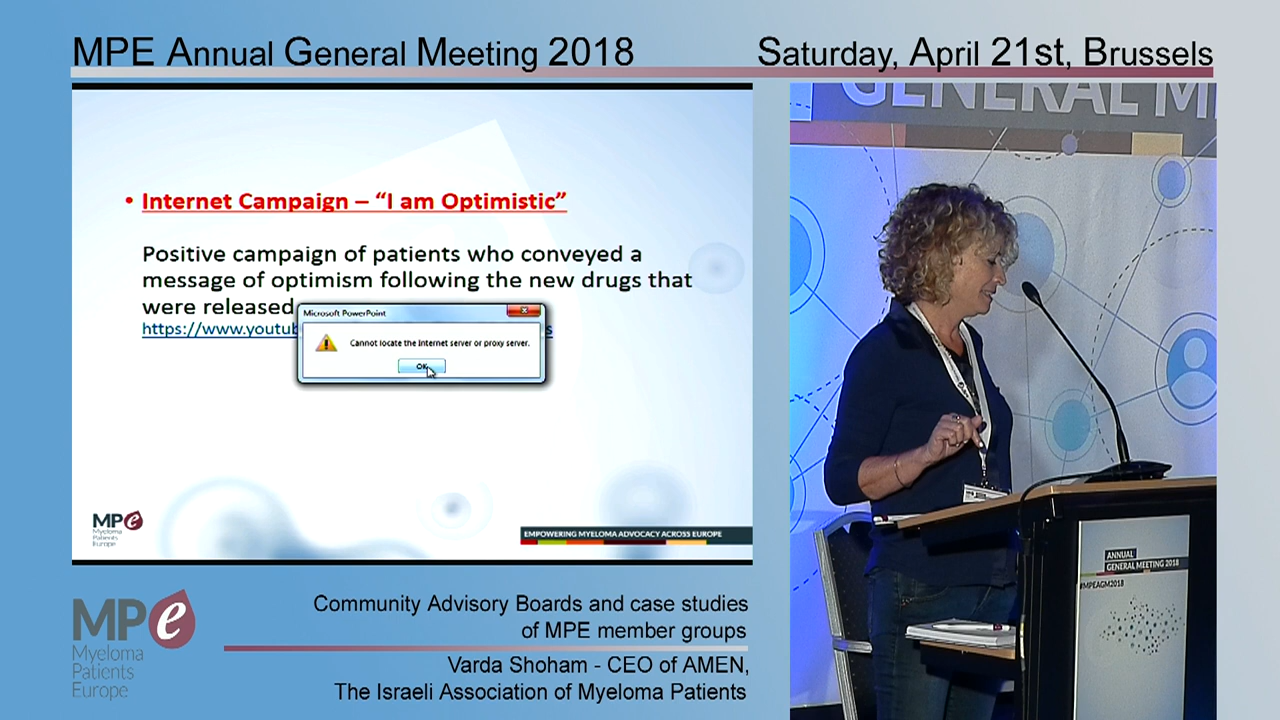 MPE Annual General Meeting 2018
Saturday, April 21st, Brussels
• Internet Campaign – “I am Optimistic”
Positive campaign of patients who conveyed a
message of optimism following the new drugs that
were released
https://www.youtub
s
Microsoft PowerPoint
Cannot locate the Internet server or proxy server.
OK
MPe
Myeloma
Patients
Europe
EMPOWERING MYELOMA ADVOCACY ACROSS EUROPE
GENERAL M
ANNUAL
GENERAL MEETING 2018
#MPEAGM2018
MPe
Myeloma
Patients
Europe
Community Advisory Boards and case studies
of MPE member groups
Varda Shoham - CEO of AMEN,
The Israeli Association of Myeloma Patients